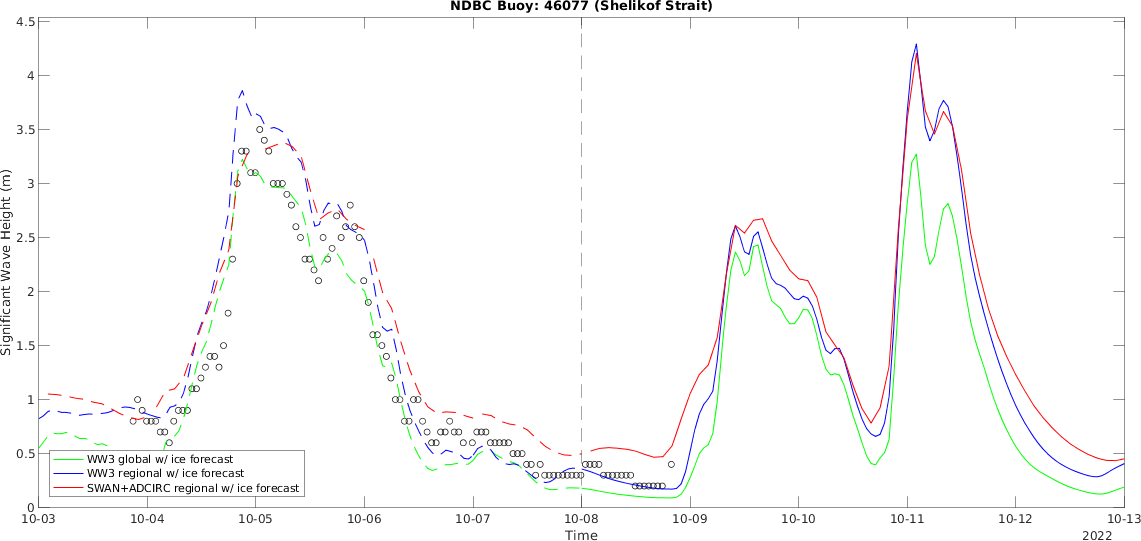 NDBC Buoy: 46077 (Shelikof Strait)
4.5
4
3.5
3
2.5
2
1.5
1
0.5
0
Significant Wave Height (m)
WW3 global w/ ice forecast
WW3 regional w/ ice forecast
SWAN+ADCIRC regional w/ ice forecast
10-03 10-04 10-05 10-06 10-07 10-08 10-09 10-10 10-11 10-12 10-13
Time
2022